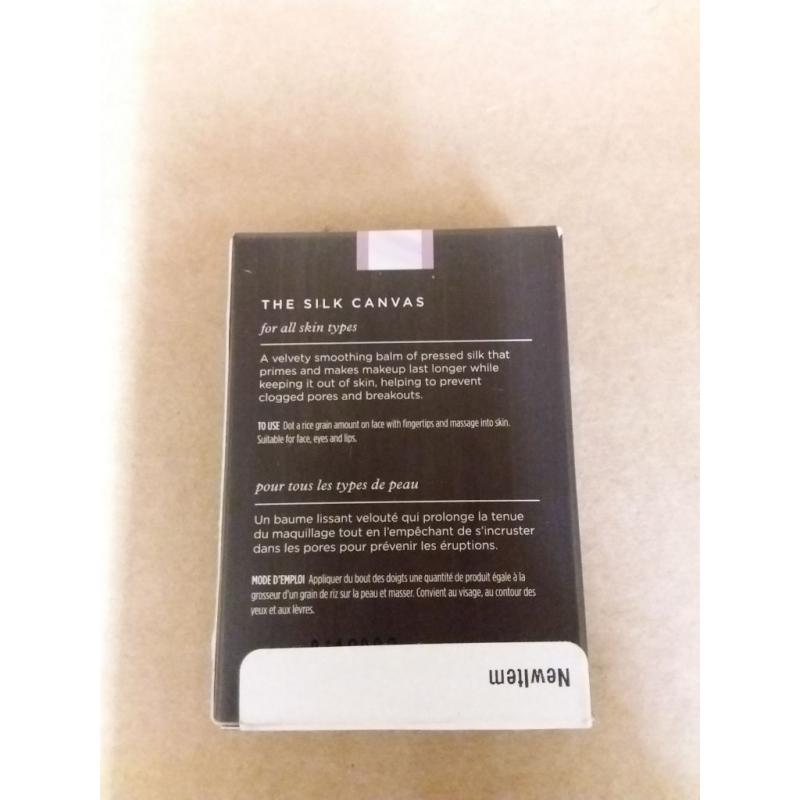 THE SILK CANVAS
for all skin types
A velvety smoothing balm of pressed silk that
primes and makes makeup last longer while
keeping it out of skin, helping to prevent
clogged pores and breakouts.
TO USE Dot a rice grain amount on face with fingertips and massage into skin.
Suitable for face, eyes and lips.
pour tous les types de peau
Un baume lissant velouté qui prolonge la tenue
du maquillage tout en l'empêchant de s'incruster
dans les pores pour prévenir les éruptions.
MODE D'EMPLOI Appliquer du bout des doigts une quantité de produit égale à la
grosseur d'un grain de riz sur la peau et masser. Convient au visage, au contour des
yeux et aux lèvres.
NewItem